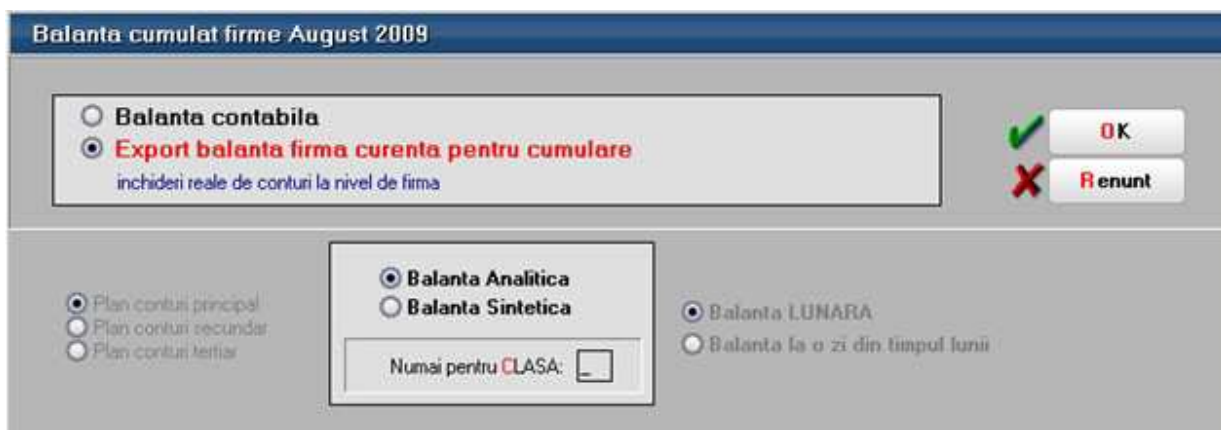 Balanta cumulat firme August 2009
Balanta contabila
Export balanta firma curenta pentru cumulare
inchideri reale de conturi la nivel de firma
OK
Renunt
Plan conturi principal
Plan conturi secundar
Plan conturi tertiar
Balanta Analitica
Balanta Sintetica
Numai pentru CLASA: _
Balanta LUNARA
Balanta la o zi din timpul lunii